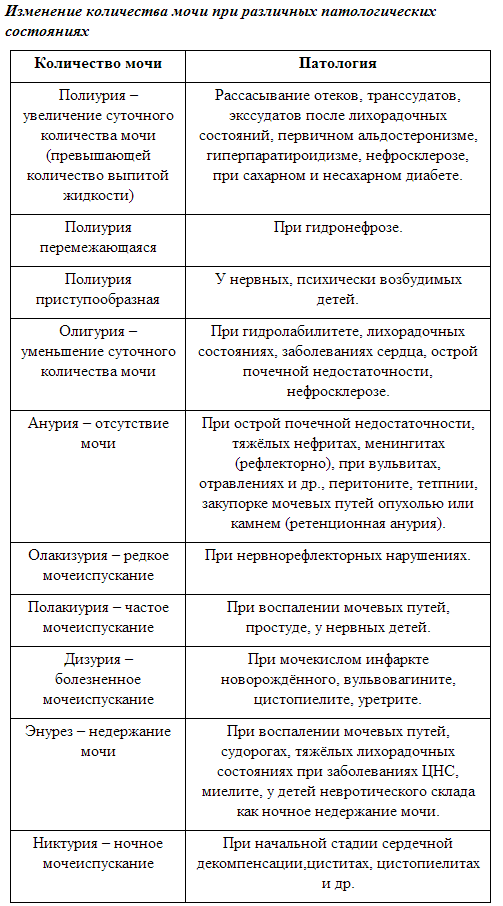 Изменение количества мочи при различных патологических
состояниях
Количество мочи
Патология
Полиурия –
увеличение суточного
количества мочи
(превышающей
количество выпитой
жидкости)
Рассасывание отеков, транссудатов,
экссудатов после лихорадочных
состояний, первичном альдостеронизме,
гиперпаратироидизме, нефросклерозе,
при сахарном и несахарном диабете.
Полиурия
перемежающаяся
При гидронефрозе.
Полиурия
приступообразная
У нервных, психически возбудимых
детей.
Олигурия –
уменьшение суточного
количества мочи
При гидролабилитете, лихорадочных
состояниях, заболеваниях сердца, острой
почечной недостаточности,
нефросклерозе.
Анурия – отсутствие
мочи
При острой почечной недостаточности,
тяжёлых нефритах, менингитах
(рефлекторно), при вульвитах,
отравлениях и др., перитоните, тетпнии,
закупорке мочевых путей опухолью или
камнем (ретенционная анурия).
Олакизурия – редкое
мочеиспускание
При нервнорефлекторных нарушениях.
Полакиурия – частое
мочеиспускание
При воспалении мочевых путей,
простуде, у нервных детей.
Дизурия –
болезненное
мочеиспускание
При мочекислом инфаркте
новорождённого, вульвовагините,
цистопиелите, уретрите.
Энурез – недержание
мочи
При воспалении мочевых путей,
судорогах, тяжёлых лихорадочных
состояниях при заболеваниях ЦНС,
миелите, у детей невротического склада
как ночное недержание мочи.
Никтурия – ночное
мочеиспускание
При начальной стадии сердечной
декомпенсации,циститах, цистопиелитах
и др.